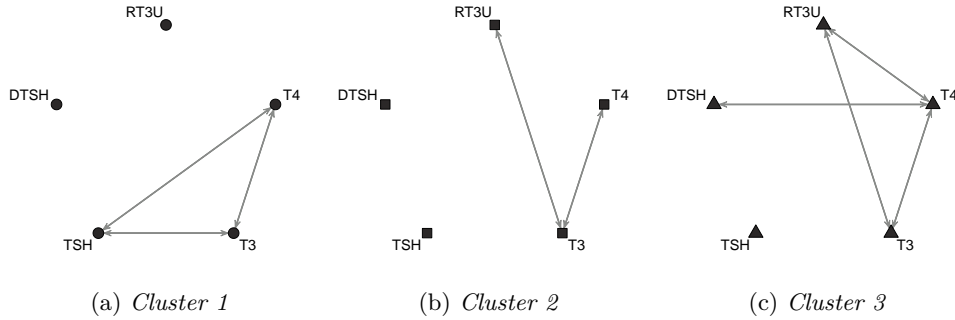 RT3U
DTSH
T4
TSH
T3
(a) Cluster 1
RT3U
DTSH
T4
TSH
T3
(b) Cluster 2
RT3U
DTSH
T4
TSH
T3
(c) Cluster 3